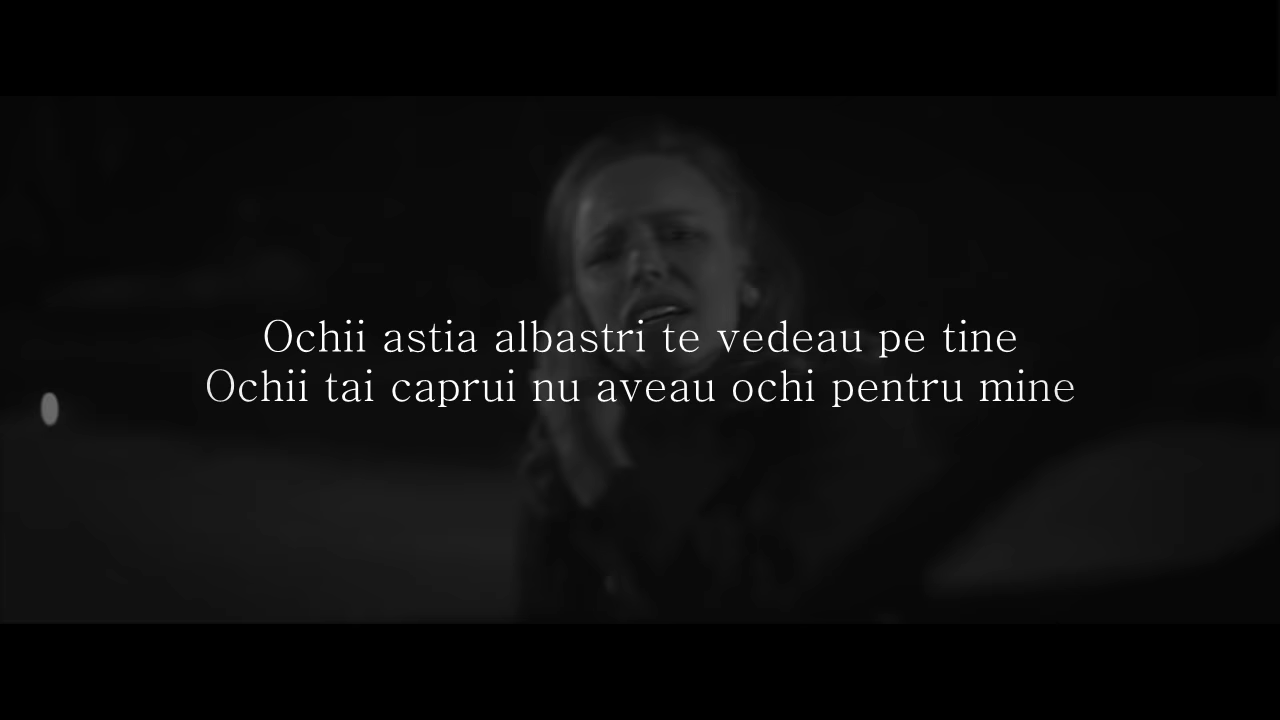 Ochii astia albastri te vedeau pe tine
Ochii tai caprui nu aveau ochi pentru mine